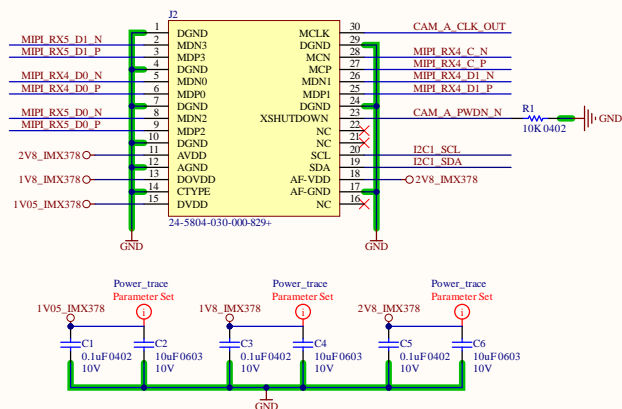 J2
1 DGND MCLK 30 CAM_A_CLK_OUT
MIPI_RX5_D1_N 2 MDN3 DGND 29
MIPI_RX5_D1_P 3 MDP3 MCN 28 MIPI_RX4_C_N
4 DGND MCP 27 MIPI_RX4_C_P
MIPI_RX4_D0_N 5 MDN0 MDN1 26 MIPI_RX4_D1_N
MIPI_RX4_D0_P 6 MDP0 MDP1 25 MIPI_RX4_D1_P
7 DGND DGND 24
MIPI_RX5_D0_N 8 MDN2 XSHUTDOWN 23 CAM_A_PWDN_N R1
MIPI_RX5_D0_P 9 MDP2 NC 22 10K 0402 GND
10 DGND NC 21
2V8_IMX378 11 AVDD SCL 20 I2C1_SCL
12 AGND SDA 19 I2C1_SDA
1V8_IMX378 13 DOVDD AF-VDD 18 2V8_IMX378
14 CTYPE AF-GND 17
1V05_IMX378 15 DVDD NC 16
24-5804-030-000-829+
GND GND
Power_trace Power_trace Power_trace
Parameter Set Parameter Set Parameter Set
1V05_IMX378 i 1V8_IMX378 i 2V8_IMX378 i
C1 C2 C3 C4 C5 C6
0.1uF0402 10uF0603 0.1uF0402 10uF0603 0.1uF0402 10uF0603
10V 10V 10V 10V 10V 10V
GND